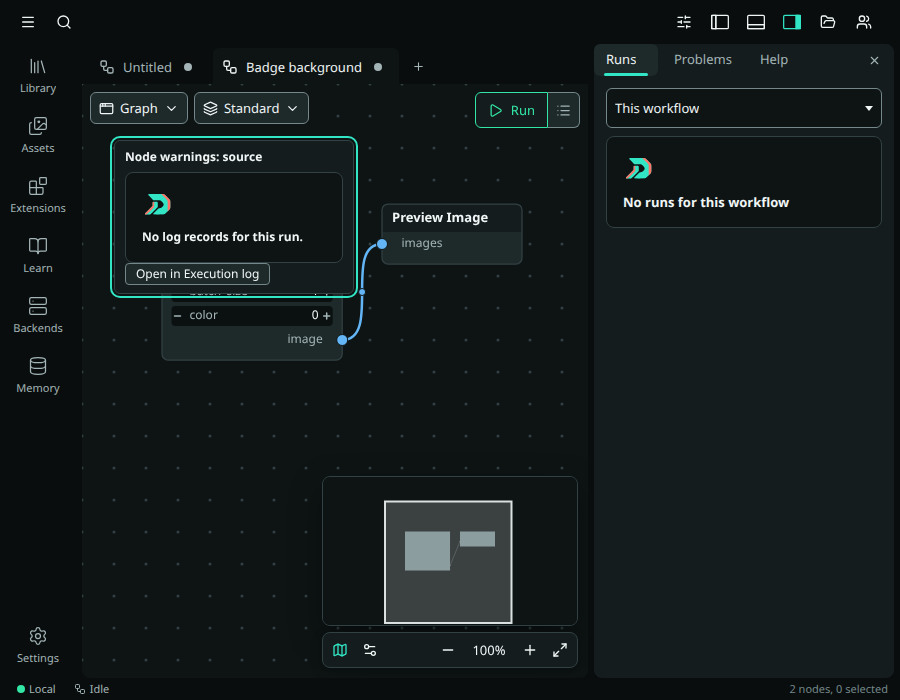 Untitled
Badge background
Runs
Problems
Help
Library
Assets
Extensions
Learn
Backends
Memory
Settings
Graph
Standard
Run
This workflow
No runs for this workflow
Node warnings: source
No log records for this run.
Open in Execution log
Preview Image
images
color
0
image
100%
Local
Idle
2 nodes, 0 selected